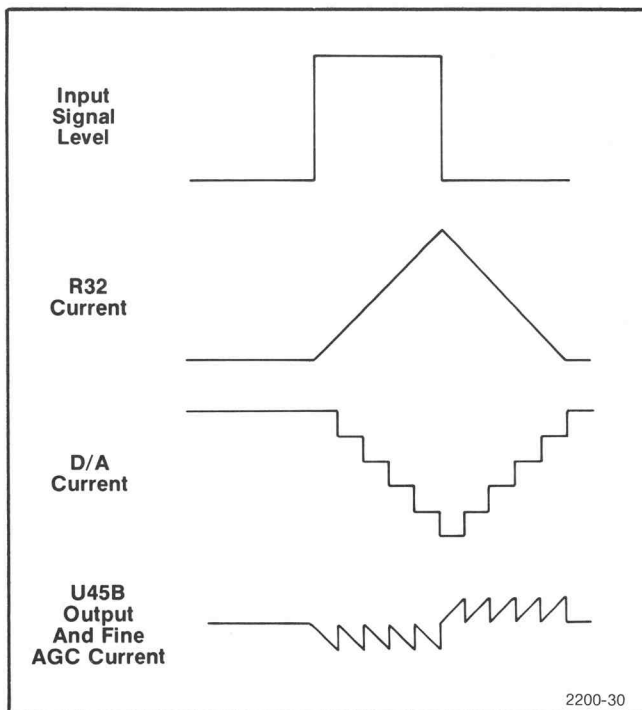 Input
Signal
Level
R32
Current
D/A
Current
U45B
Output
And Fine
AGC Current
2200-30